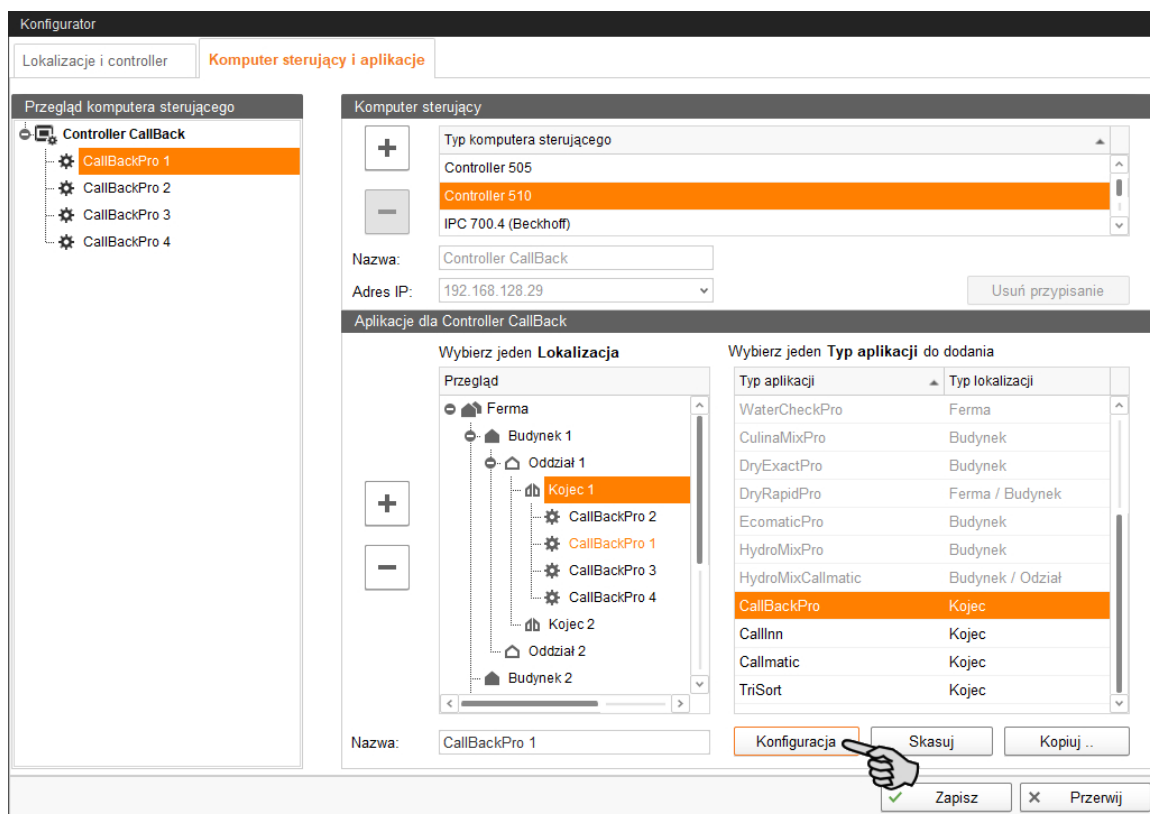 Konfigurator
Lokalizacje i controller
Komputer sterujący i aplikacje
Przegląd komputera sterującego
Controller CallBack
CallBackPro 1
CallBackPro 2
CallBackPro 3
CallBackPro 4
Komputer sterujący
Typ komputera sterującego
Controller 505
Controller 510
IPC 700.4 (Beckhoff)
Nazwa: Controller CallBack
Adres IP: 192.168.128.29 Usuń przypisanie
Aplikacje dla Controller CallBack
Wybierz jeden Lokalizacja
Przegląd
Ferma
Budynek 1
Oddział 1
Kojec 1
CallBackPro 2
CallBackPro 1
CallBackPro 3
CallBackPro 4
Kojec 2
Oddział 2
Budynek 2
Nazwa: CallBackPro 1
Wybierz jeden Typ aplikacji do dodania
Typ aplikacji Typ lokalizacji
WaterCheckPro Ferma
CulinaMixPro Budynek
DryExactPro Budynek
DryRapidPro Ferma / Budynek
EcomaticPro Budynek
HydroMixPro Budynek
HydroMixCallmatic Budynek / Odział
CallBackPro Kojec
CallInn Kojec
Callmatic Kojec
TriSort Kojec
Konfiguracja Skasuj Kopiuj ..
Zapisz Przerwij